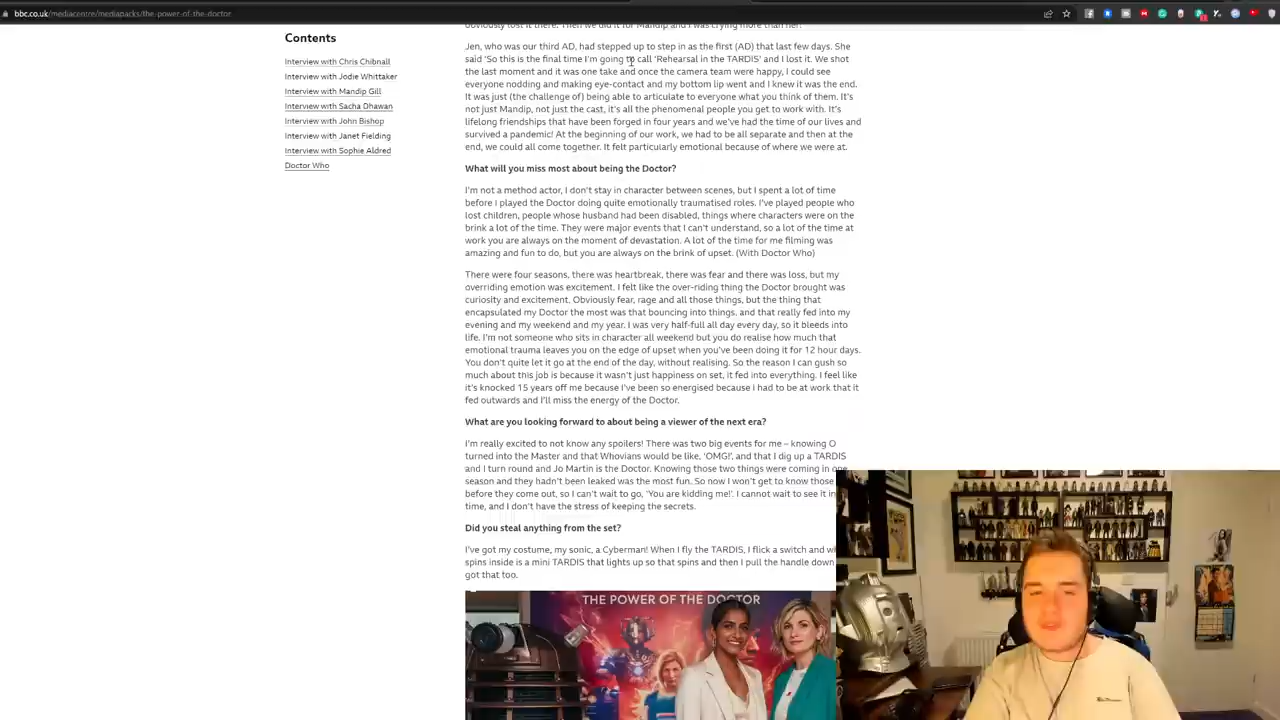 bbc.co.uk/mediacentre/mediapacks/the-power-of-the-doctor
Contents
Interview with Chris Chibnall
Interview with Jodie Whittaker
Interview with Mandip Gill
Interview with Sacha Dhawan
Interview with John Bishop
Interview with Janet Fielding
Interview with Sophie Aldred
Doctor Who
obviously lost it there. Then we did it for Mandip and I was crying more than her!
Jen, who was our third AD, had stepped up to step in as the first (AD) that last few days. She
said 'So this is the final time I'm going to call 'Rehearsal in the TARDIS' and I lost it. We shot
the last moment and it was one take and once the camera team were happy, I could see
everyone nodding and making eye-contact and my bottom lip went and I knew it was the end.
It was just (the challenge of) being able to articulate to everyone what you think of them. It's
not just Mandip, not just the cast, it's all the phenomenal people you get to work with. It's
lifelong friendships that have been forged in four years and we've had the time of our lives and
survived a pandemic! At the beginning of our work, we had to be all separate and then at the
end, we could all come together. It felt particularly emotional because of where we were at.
What will you miss most about being the Doctor?
I'm not a method actor, I don't stay in character between scenes, but I spent a lot of time
before I played the Doctor doing quite emotionally traumatised roles. I've played people who
lost children, people whose husband had been disabled, things where characters were on the
brink a lot of the time. They were major events that I can't understand, so a lot of the time at
work you are always on the moment of devastation. A lot of the time for me filming was
amazing and fun to do, but you are always on the brink of upset. (With Doctor Who)
There were four seasons, there was heartbreak, there was fear and there was loss, but my
overriding emotion was excitement. I felt like the over-riding thing the Doctor brought was
curiosity and excitement. Obviously fear, rage and all those things, but the thing that
encapsulated my Doctor the most was that bouncing into things. and that really fed into my
evening and my weekend and my year. I was very half-full all day every day, so it bleeds into
life. I'm not someone who sits in character all weekend but you do realise how much that
emotional trauma leaves you on the edge of upset when you've been doing it for 12 hour days.
You don't quite let it go at the end of the day, without realising. So the reason I can gush so
much about this job is because it wasn't just happiness on set, it fed into everything. I feel like
it's knocked 15 years off me because I've been so energised because I had to be at work that it
fed outwards and I'll miss the energy of the Doctor.
What are you looking forward to about being a viewer of the next era?
I'm really excited to not know any spoilers! There was two big events for me – knowing O
turned into the Master and that Whovians would be like, 'OMG!', and that I dig up a TARDIS
and I turn round and Jo Martin is the Doctor. Knowing those two things were coming in one
season and they hadn't been leaked was the most fun. So now I won't get to know those
before they come out, so I can't wait to go, 'You are kidding me!'. I cannot wait to see it in
time, and I don't have the stress of keeping the secrets.
Did you steal anything from the set?
I've got my costume, my sonic, a Cyberman! When I fly the TARDIS, I flick a switch and
spins inside is a mini TARDIS that lights up so that spins and then I pull the handle down
got that too.
THE POWER OF THE DOCTOR